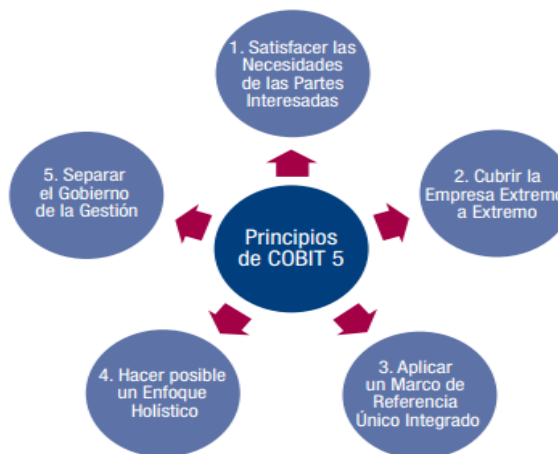 1. Satisfacer las
Necesidades
de las Partes
Interesadas
5. Separar
el Gobierno
de la Gestión
2. Cubrir la
Empresa Extremo
a Extremo
Principios
de COBIT 5
4. Hacer posible
un Enfoque
Holístico
3. Aplicar
un Marco de
Referencia
Único Integrado